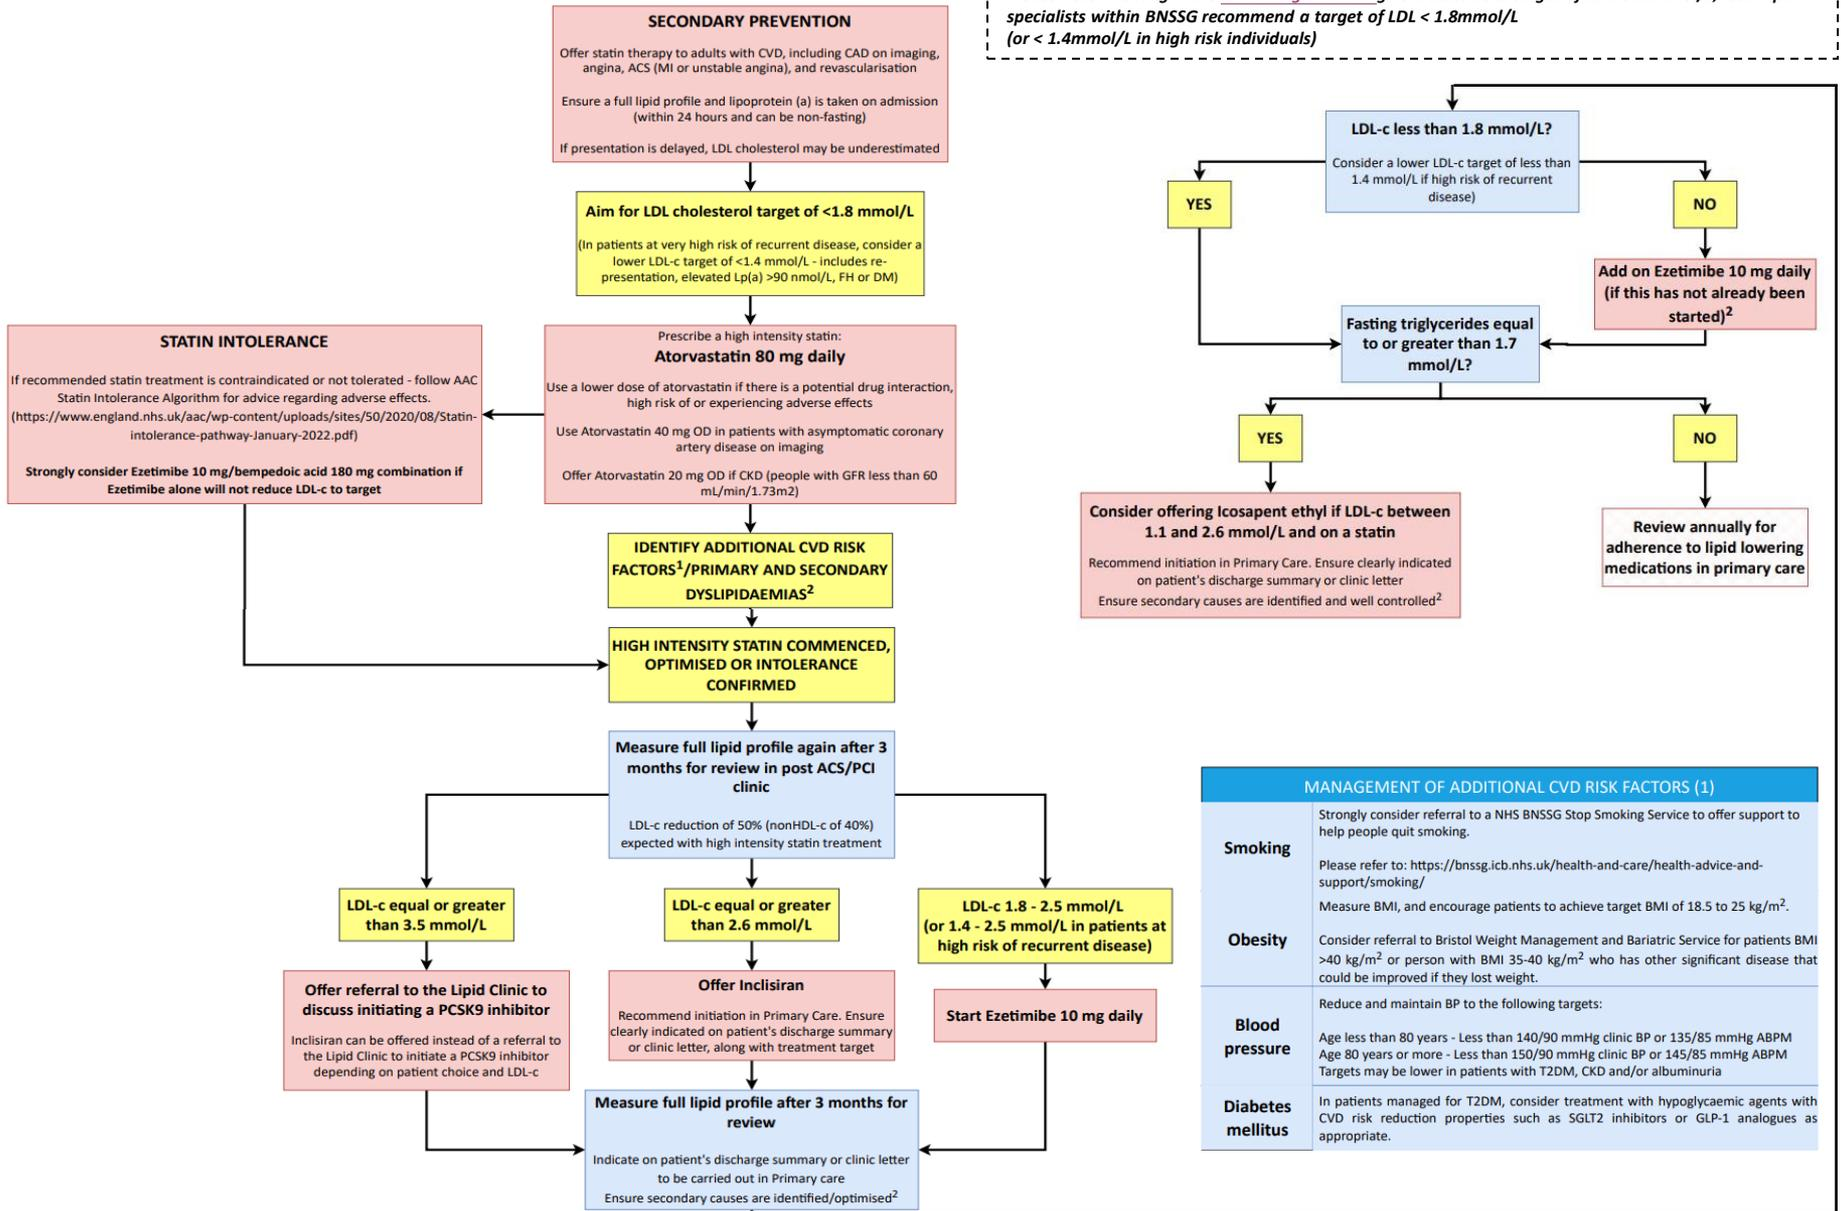 specialists within BNSSG recommend a target of LDL < 1.8mmol/L
(or < 1.4mmol/L in high risk individuals)
SECONDARY PREVENTION
Offer statin therapy to adults with CVD, including CAD on imaging,
angina, ACS (MI or unstable angina), and revascularisation
Ensure a full lipid profile and lipoprotein (a) is taken on admission
(within 24 hours and can be non-fasting)
If presentation is delayed, LDL cholesterol may be underestimated
Aim for LDL cholesterol target of <1.8 mmol/L
(In patients at very high risk of recurrent disease, consider a
lower LDL-c target of <1.4 mmol/L - includes re-
presentation, elevated Lp(a) >90 nmol/L, FH or DM)
Prescribe a high intensity statin:
Atorvastatin 80 mg daily
Use a lower dose of atorvastatin if there is a potential drug interaction,
high risk of or experiencing adverse effects
Use Atorvastatin 40 mg OD in patients with asymptomatic coronary
artery disease on imaging
Offer Atorvastatin 20 mg OD if CKD (people with GFR less than 60
mL/min/1.73m2)
STATIN INTOLERANCE
If recommended statin treatment is contraindicated or not tolerated - follow AAC
Statin Intolerance Algorithm for advice regarding adverse effects.
(https://www.england.nhs.uk/aac/wp-content/uploads/sites/50/2020/08/Statin-
intolerance-pathway-January-2022.pdf)
Strongly consider Ezetimibe 10 mg/bempedoic acid 180 mg combination if
Ezetimibe alone will not reduce LDL-c to target
IDENTIFY ADDITIONAL CVD RISK
FACTORS1/PRIMARY AND SECONDARY
DYSLIPIDAEMIAS2
HIGH INTENSITY STATIN COMMENCED,
OPTIMISED OR INTOLERANCE
CONFIRMED
Measure full lipid profile again after 3
months for review in post ACS/PCI
clinic
LDL-c reduction of 50% (nonHDL-c of 40%)
expected with high intensity statin treatment
LDL-c equal or greater
than 3.5 mmol/L
LDL-c equal or greater
than 2.6 mmol/L
LDL-c 1.8 - 2.5 mmol/L
(or 1.4 - 2.5 mmol/L in patients at
high risk of recurrent disease)
Offer referral to the Lipid Clinic to
discuss initiating a PCSK9 inhibitor
Inclisiran can be offered instead of a referral to
the Lipid Clinic to initiate a PCSK9 inhibitor
depending on patient choice and LDL-c
Offer Inclisiran
Recommend initiation in Primary Care. Ensure
clearly indicated on patient's discharge summary
or clinic letter, along with treatment target
Start Ezetimibe 10 mg daily
Measure full lipid profile after 3 months for
review
Indicate on patient's discharge summary or clinic letter
to be carried out in Primary care
Ensure secondary causes are identified/optimised2
LDL-c less than 1.8 mmol/L?
Consider a lower LDL-c target of less than
1.4 mmol/L if high risk of recurrent
disease)
YES
NO
Add on Ezetimibe 10 mg daily
(if this has not already been
started)2
Fasting triglycerides equal
to or greater than 1.7
mmol/L?
YES
NO
Consider offering Icosapent ethyl if LDL-c between
1.1 and 2.6 mmol/L and on a statin
Recommend initiation in Primary Care. Ensure clearly indicated
on patient's discharge summary or clinic letter
Ensure secondary causes are identified and well controlled2
Review annually for
adherence to lipid lowering
medications in primary care
MANAGEMENT OF ADDITIONAL CVD RISK FACTORS (1)
Smoking
Strongly consider referral to a NHS BNSSG Stop Smoking Service to offer support to
help people quit smoking.
Please refer to: https://bnssg.icb.nhs.uk/health-and-care/health-advice-and-
support/smoking/
Obesity
Measure BMI, and encourage patients to achieve target BMI of 18.5 to 25 kg/m2.
Consider referral to Bristol Weight Management and Bariatric Service for patients BMI
>40 kg/m2 or person with BMI 35-40 kg/m2 who has other significant disease that
could be improved if they lost weight.
Blood
pressure
Reduce and maintain BP to the following targets:
Age less than 80 years - Less than 140/90 mmHg clinic BP or 135/85 mmHg ABPM
Age 80 years or more - Less than 150/90 mmHg clinic BP or 145/85 mmHg ABPM
Targets may be lower in patients with T2DM, CKD and/or albuminuria
Diabetes
mellitus
In patients managed for T2DM, consider treatment with hypoglycaemic agents with
CVD risk reduction properties such as SGLT2 inhibitors or GLP-1 analogues as
appropriate.